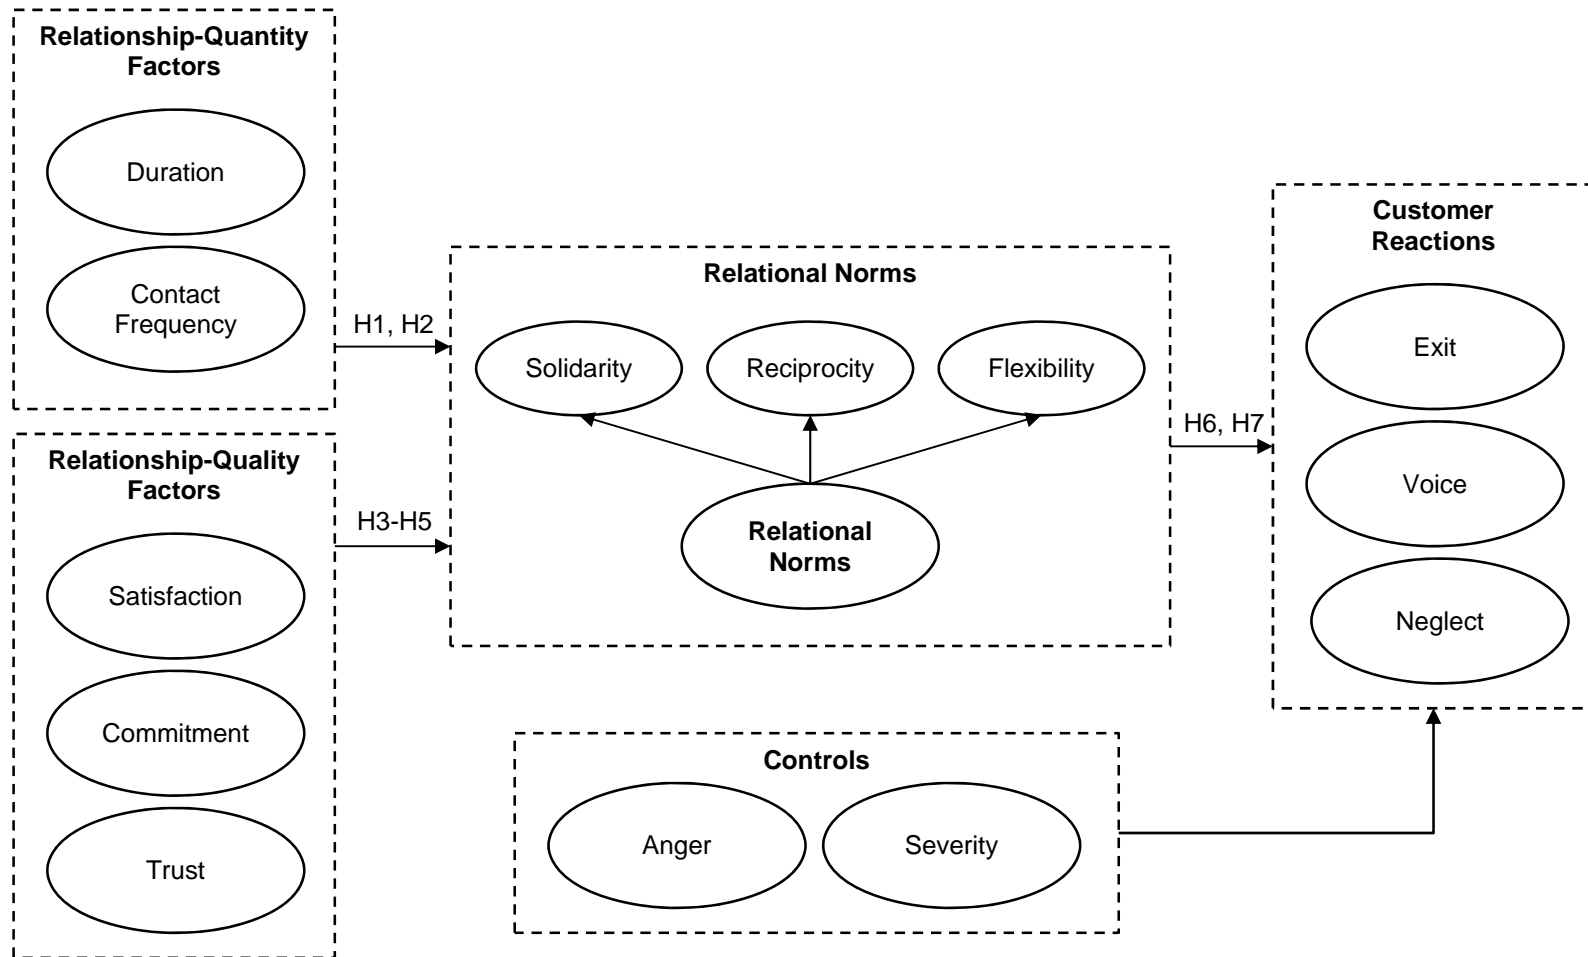 Relationship-Quantity
Factors
Duration
Contact
Frequency
H1, H2
Relationship-Quality
Factors
Satisfaction
Commitment
Trust
H3-H5
Relational Norms
Solidarity
Reciprocity
Flexibility
Relational
Norms
H6, H7
Customer
Reactions
Exit
Voice
Neglect
Controls
Anger
Severity